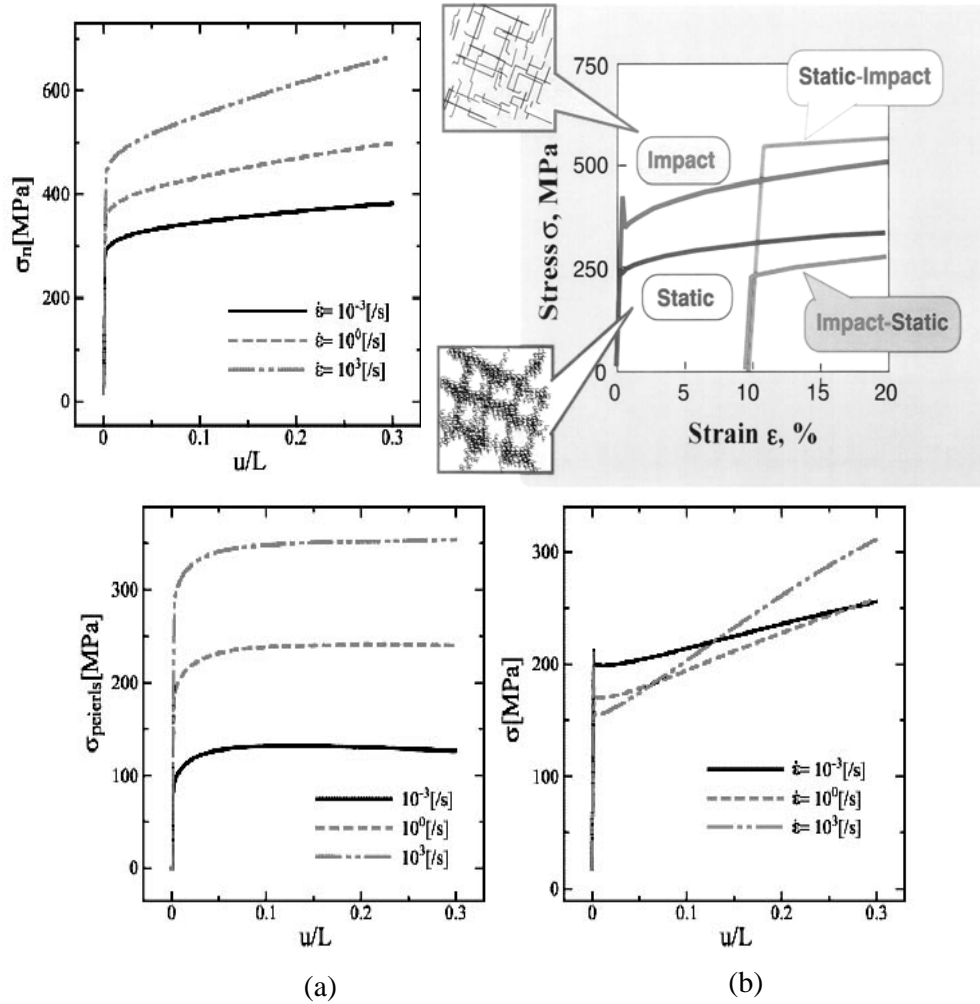 600
400
200
0
σn[MPa]
ε̇= 10-3[/s]
ε̇= 100[/s]
ε̇= 103[/s]
0 0.1 0.2 0.3
u/L
750
500
250
0
Stress σ, MPa
Static-Impact
Impact
Static
Impact-Static
0 5 10 15 20
Strain ε, %
300
250
200
150
100
50
0
σpeierls[MPa]
10-3[/s]
100[/s]
103[/s]
0 0.1 0.2 0.3
u/L
(a)
300
200
100
0
σ[MPa]
ε̇= 10-3[/s]
ε̇= 100[/s]
ε̇= 103[/s]
0 0.1 0.2 0.3
u/L
(b)